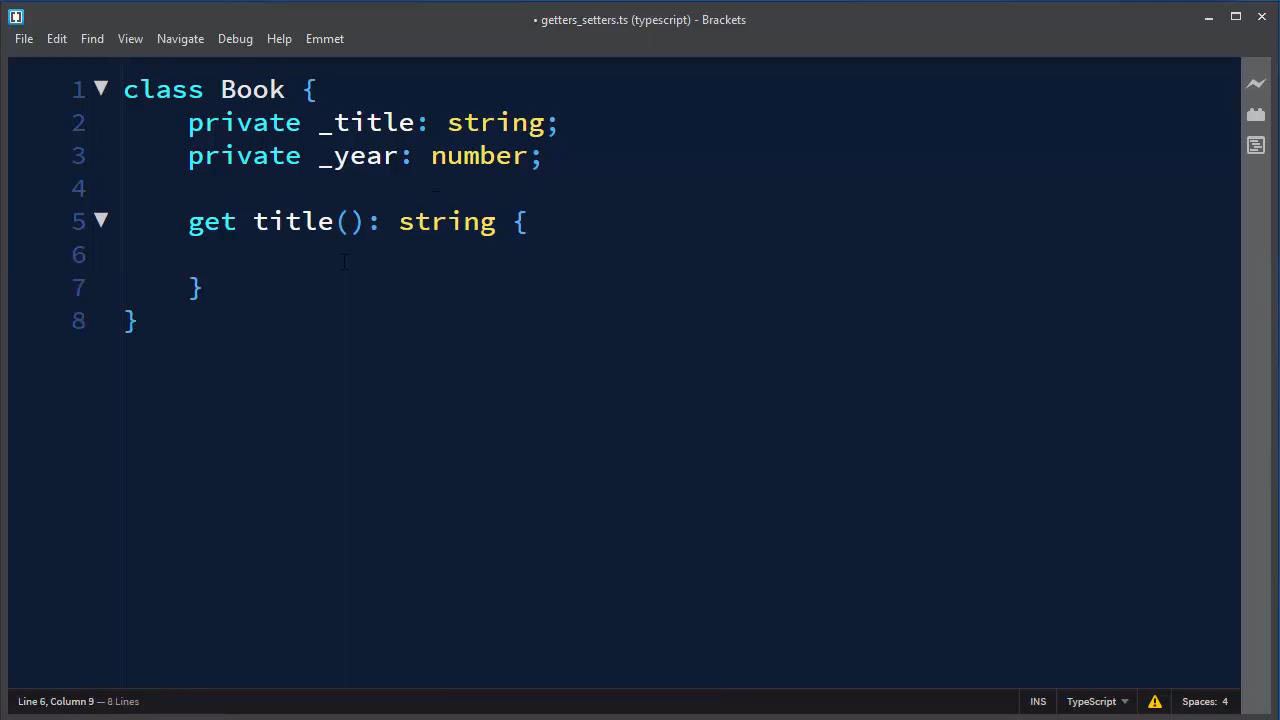 • getters_setters.ts (typescript) - Brackets
File Edit Find View Navigate Debug Help Emmet
1 ▼ class Book {
2 private _title: string;
3 private _year: number;
4
5 ▼ get title(): string {
6
7 }
8 }
Line 6, Column 9 — 8 Lines INS TypeScript Spaces: 4